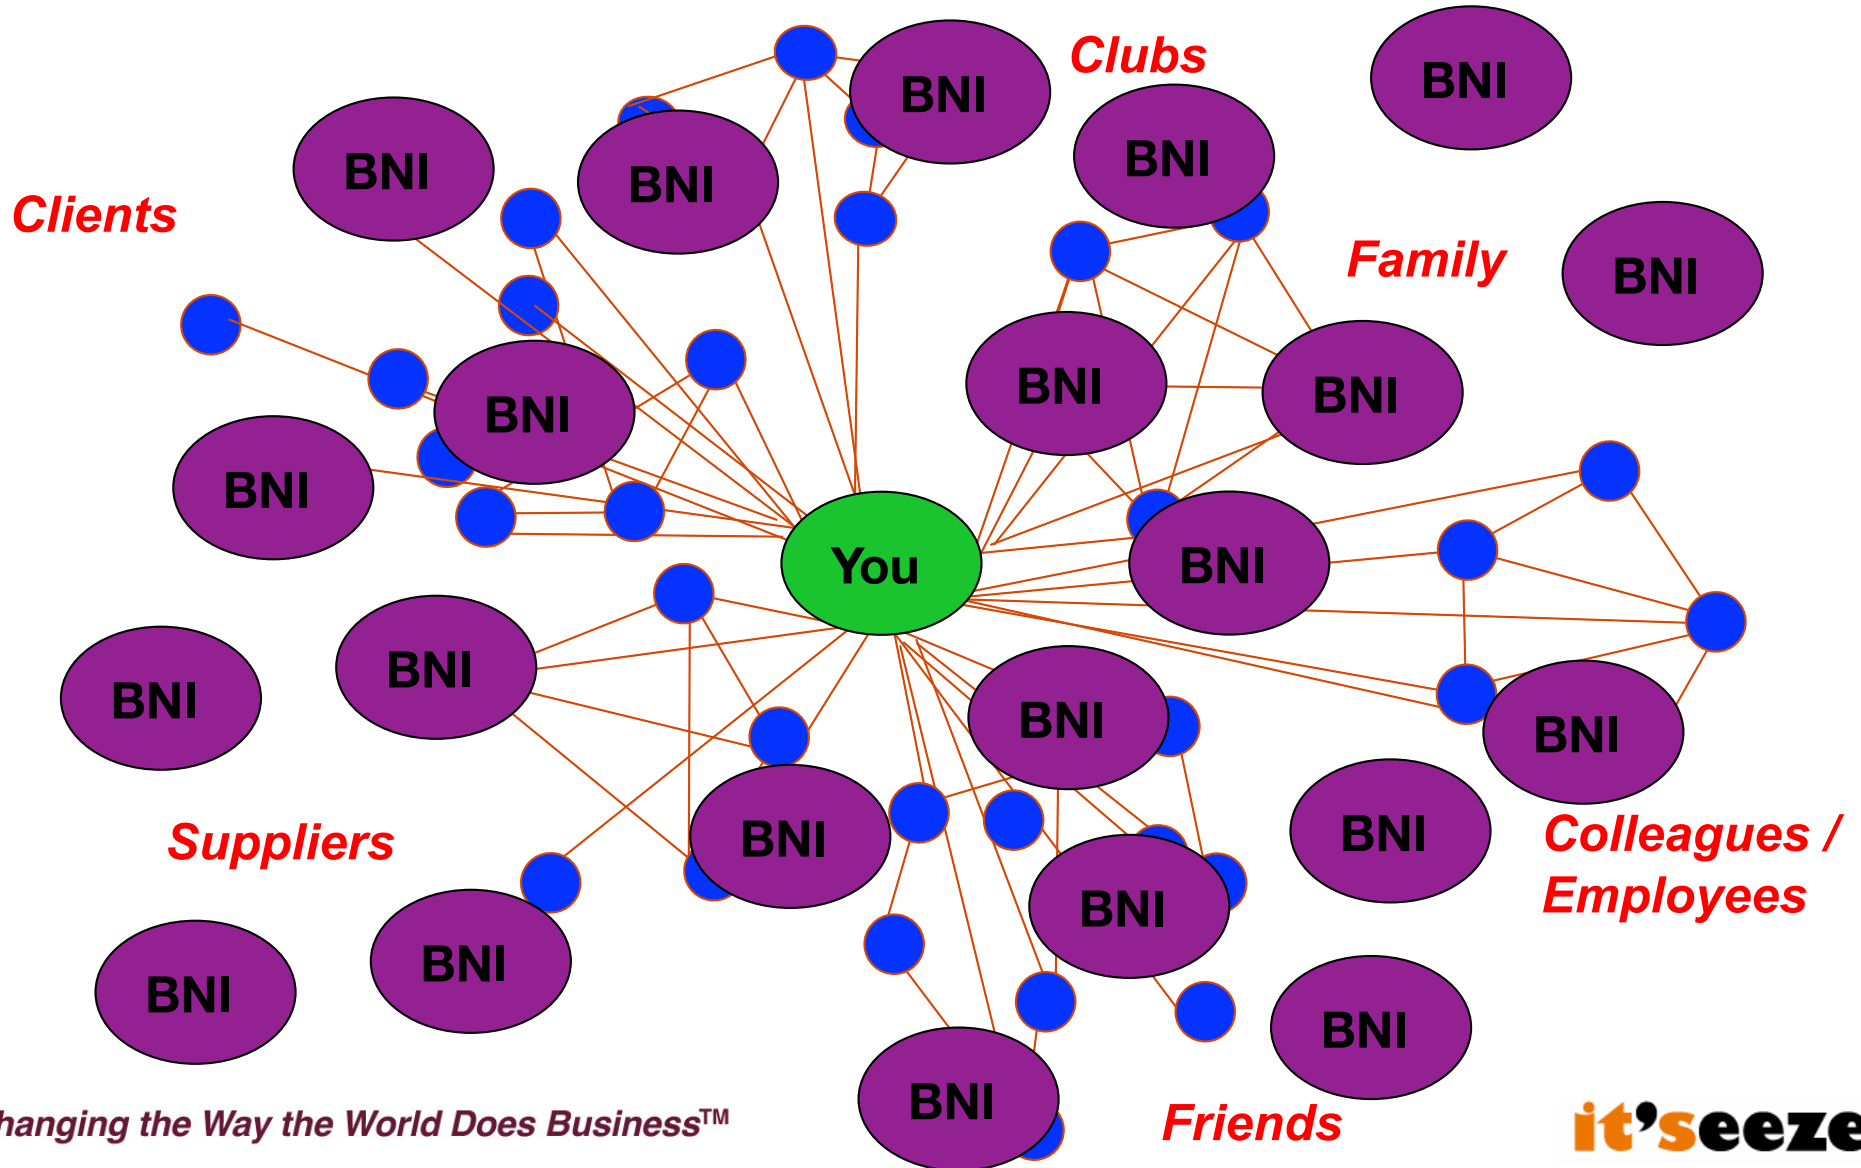 Clubs
BNI
BNI
BNI
BNI
BNI
Clients
Family
BNI
BNI
BNI
BNI
BNI
You
BNI
BNI
BNI
BNI
BNI
BNI
Suppliers
BNI
Colleagues /
Employees
BNI
BNI
BNI
BNI
BNI
Friends
hanging the Way the World Does Business™
it'seeze